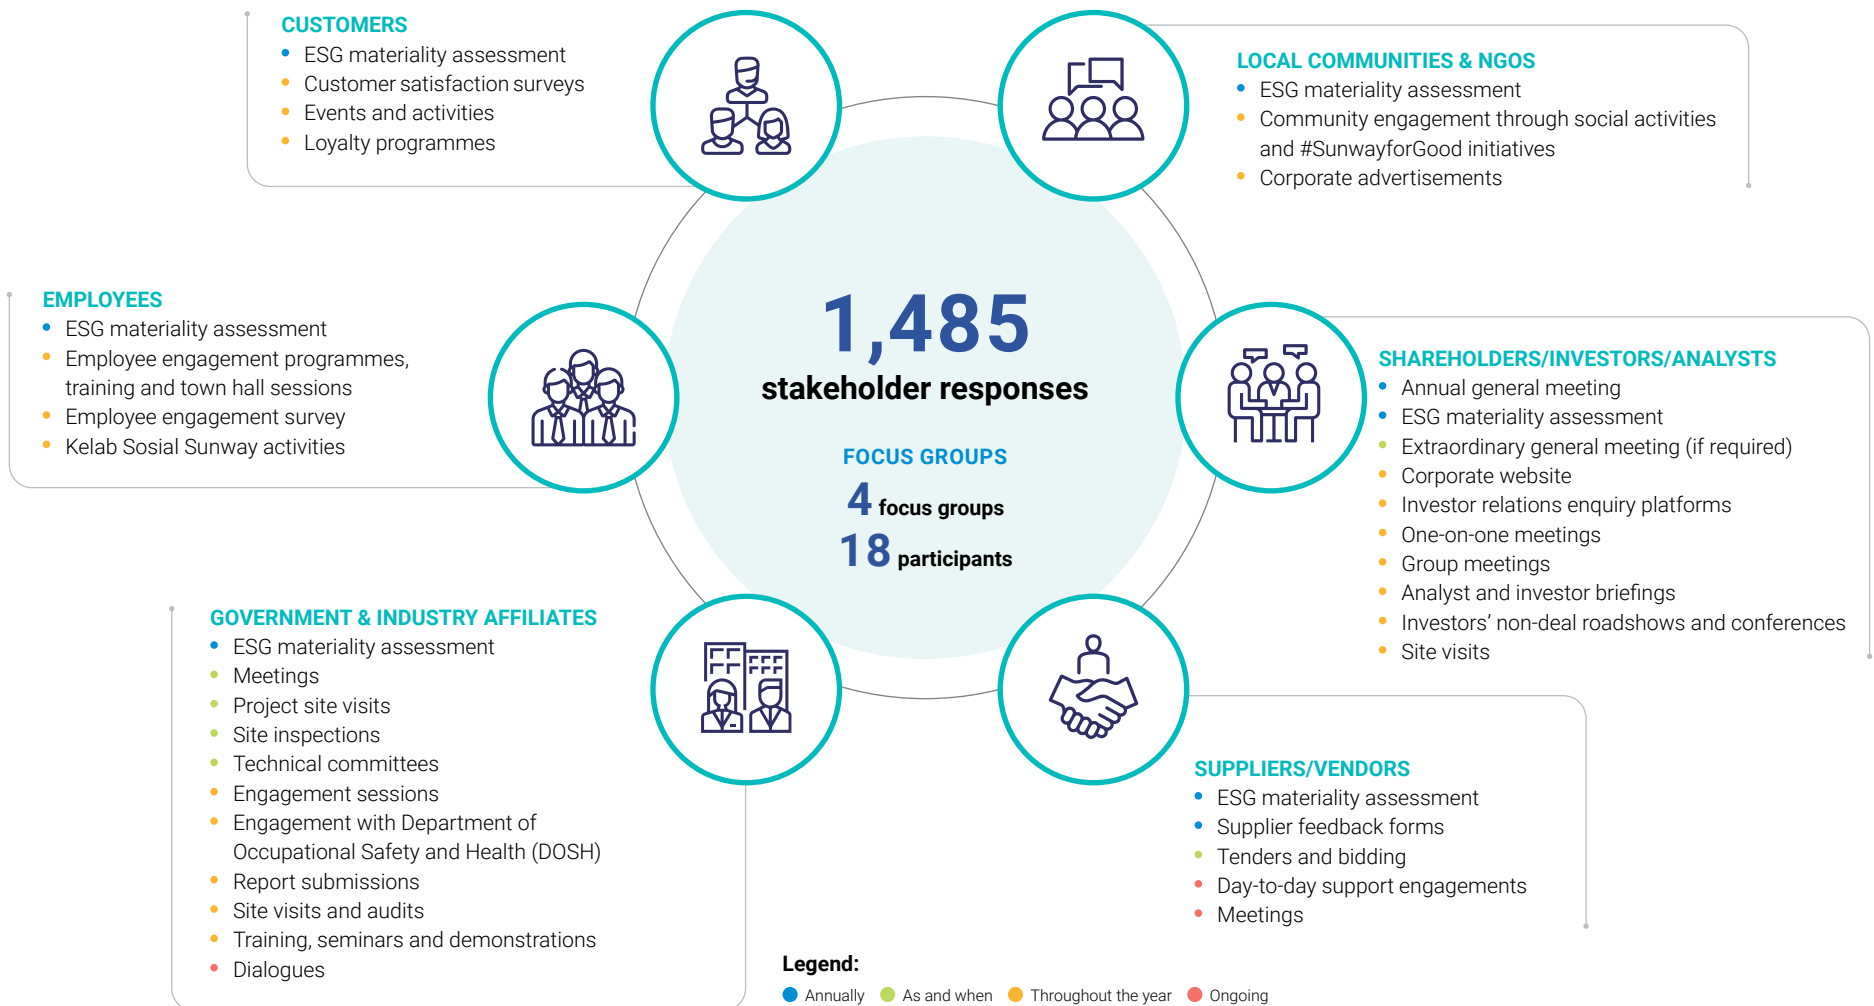 CUSTOMERS
ESG materiality assessment
Customer satisfaction surveys
Events and activities
Loyalty programmes
LOCAL COMMUNITIES & NGOS
ESG materiality assessment
Community engagement through social activities
and #SunwayforGood initiatives
Corporate advertisements
EMPLOYEES
ESG materiality assessment
Employee engagement programmes,
training and town hall sessions
Employee engagement survey
Kelab Sosial Sunway activities
1,485
stakeholder responses
FOCUS GROUPS
4 focus groups
18 participants
SHAREHOLDERS/INVESTORS/ANALYSTS
Annual general meeting
ESG materiality assessment
Extraordinary general meeting (if required)
Corporate website
Investor relations enquiry platforms
One-on-one meetings
Group meetings
Analyst and investor briefings
Investors’ non-deal roadshows and conferences
Site visits
GOVERNMENT & INDUSTRY AFFILIATES
ESG materiality assessment
Meetings
Project site visits
Site inspections
Technical committees
Engagement sessions
Engagement with Department of
Occupational Safety and Health (DOSH)
Report submissions
Site visits and audits
Training, seminars and demonstrations
Dialogues
SUPPLIERS/VENDORS
ESG materiality assessment
Supplier feedback forms
Tenders and bidding
Day-to-day support engagements
Meetings
Legend:
Annually As and when Throughout the year Ongoing